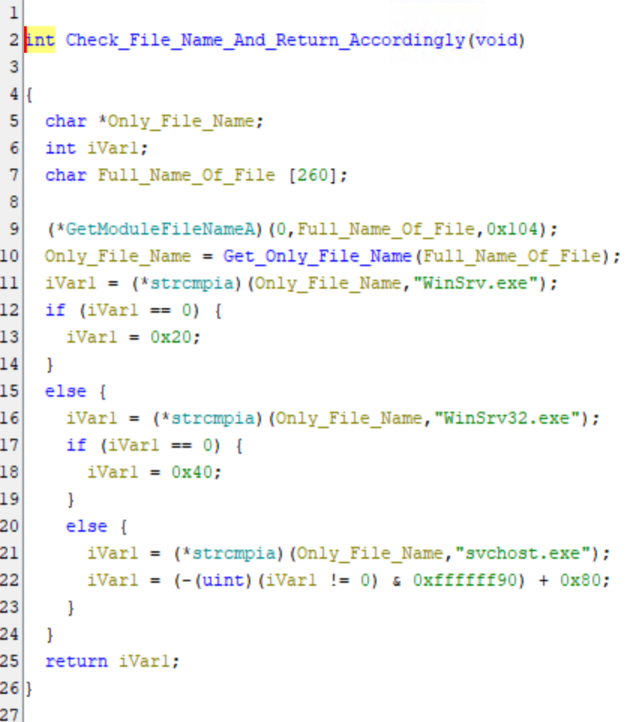 1
2 int Check_File_Name_And_Return_Accordingly(void)
3
4 {
5   char *Only_File_Name;
6   int iVar1;
7   char Full_Name_Of_File [260];
8
9   (*GetModuleFileNameA)(0,Full_Name_Of_File,0x104);
10   Only_File_Name = Get_Only_File_Name(Full_Name_Of_File);
11   iVar1 = (*strcmpia)(Only_File_Name,"WinSrv.exe");
12   if (iVar1 == 0) {
13     iVar1 = 0x20;
14   }
15   else {
16     iVar1 = (*strcmpia)(Only_File_Name,"WinSrv32.exe");
17     if (iVar1 == 0) {
18       iVar1 = 0x40;
19     }
20     else {
21       iVar1 = (*strcmpia)(Only_File_Name,"svchost.exe");
22       iVar1 = (-(uint)(iVar1 != 0) & 0xffffff90) + 0x80;
23     }
24   }
25   return iVar1;
26 }
27